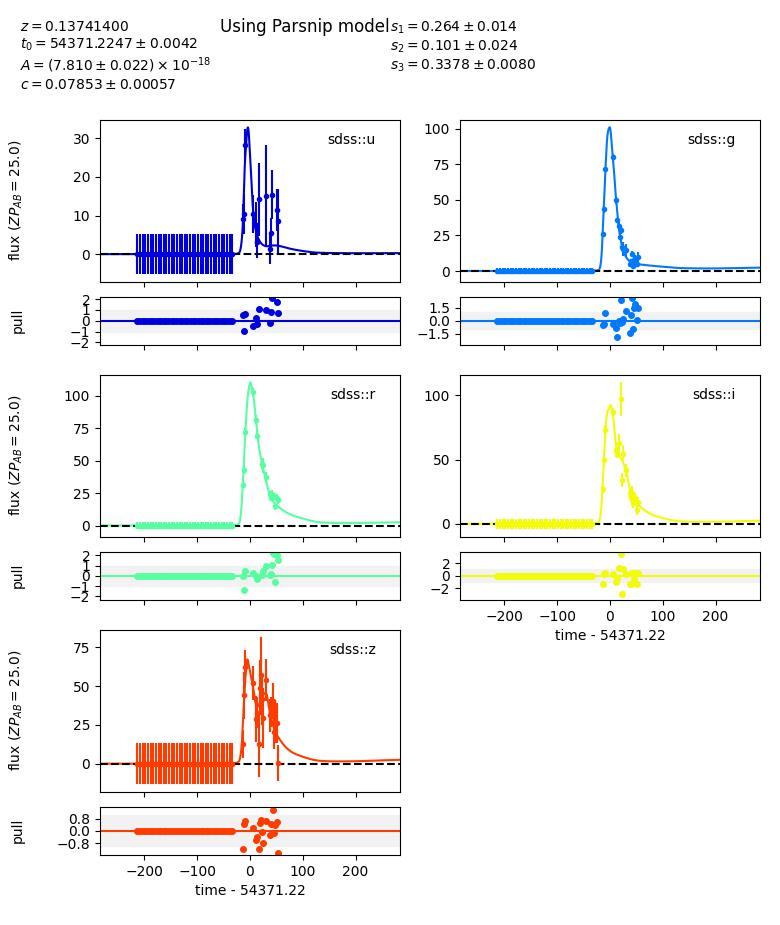 Using Parsnip model
z = 0.13741400
t₀ = 54371.2247 ± 0.0042
A = (7.810 ± 0.022) × 10⁻¹⁸
c = 0.07853 ± 0.00057
s₁ = 0.264 ± 0.014
s₂ = 0.101 ± 0.024
s₃ = 0.3378 ± 0.0080
sdss::u
flux (ZP_AB = 25.0)
30
20
10
0
pull
2
1
0
−1
−2
sdss::g
100
75
50
25
0
1.5
0.0
−1.5
sdss::r
flux (ZP_AB = 25.0)
100
75
50
25
0
pull
2
1
0
−1
−2
sdss::i
100
50
0
2
0
−2
−200 −100 0 100 200
time - 54371.22
sdss::z
flux (ZP_AB = 25.0)
75
50
25
0
pull
0.8
0.0
−0.8
−200 −100 0 100 200
time - 54371.22